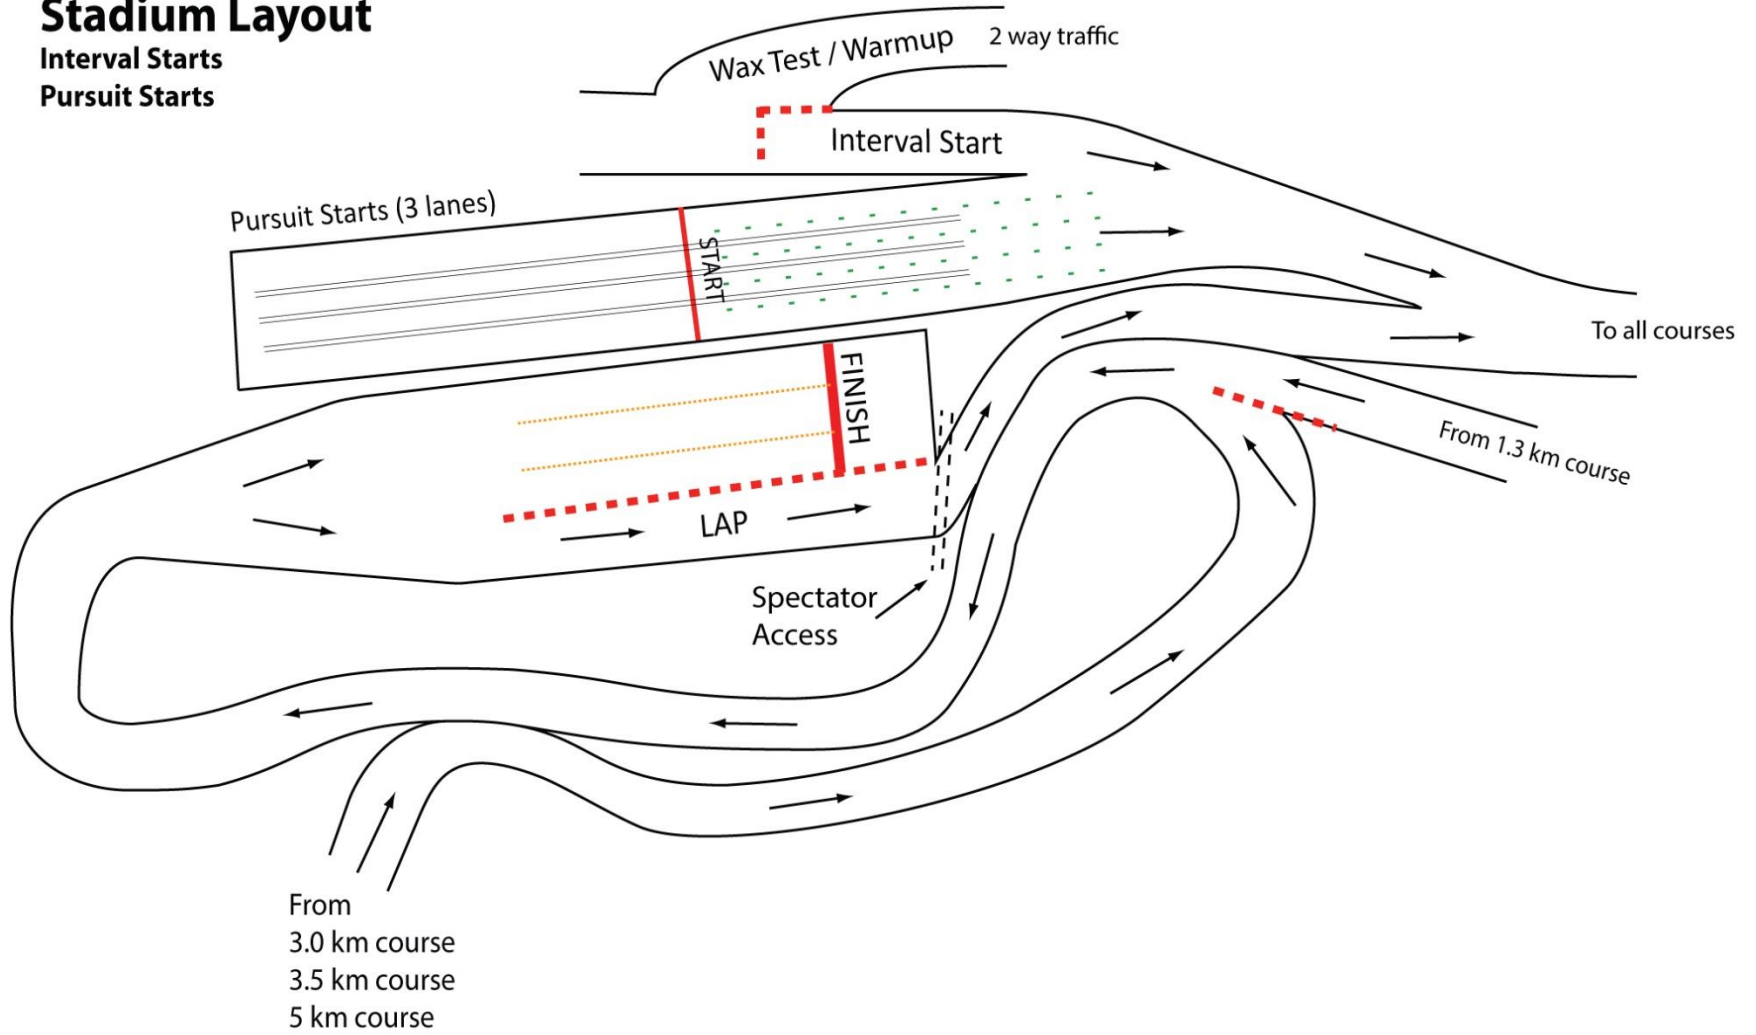 Stadium Layout
Interval Starts
Pursuit Starts
Wax Test / Warmup
2 way traffic
Interval Start
Pursuit Starts (3 lanes)
START
To all courses
FINISH
From 1.3 km course
LAP
Spectator
Access
From
3.0 km course
3.5 km course
5 km course